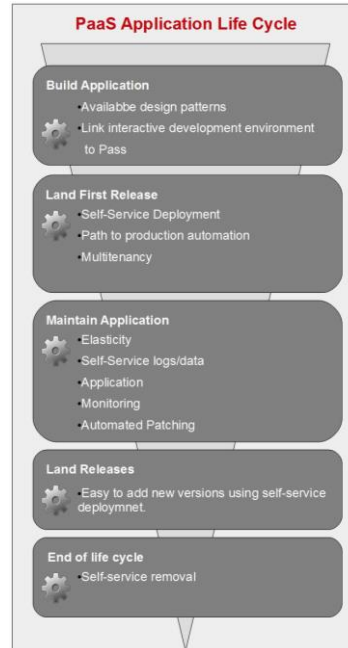 PaaS Application Life Cycle
Build Application
•Availabbe design patterns
•Link interactive development environment
to Pass
Land First Release
•Self-Service Deployment
•Path to production automation
•Multitenancy
Maintain Application
•Elasticity
•Self-Service logs/data
•Application
•Monitoring
•Automated Patching
Land Releases
•Easy to add new versions using self-service
deploymnet.
End of life cycle
•Self-service removal